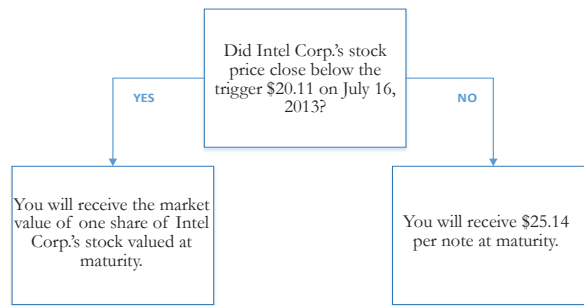 Did Intel Corp.'s stock
price close below the
trigger $20.11 on July 16,
2013?
YES
NO
You will receive the market
value of one share of Intel
Corp.'s stock valued at
maturity.
You will receive $25.14
per note at maturity.